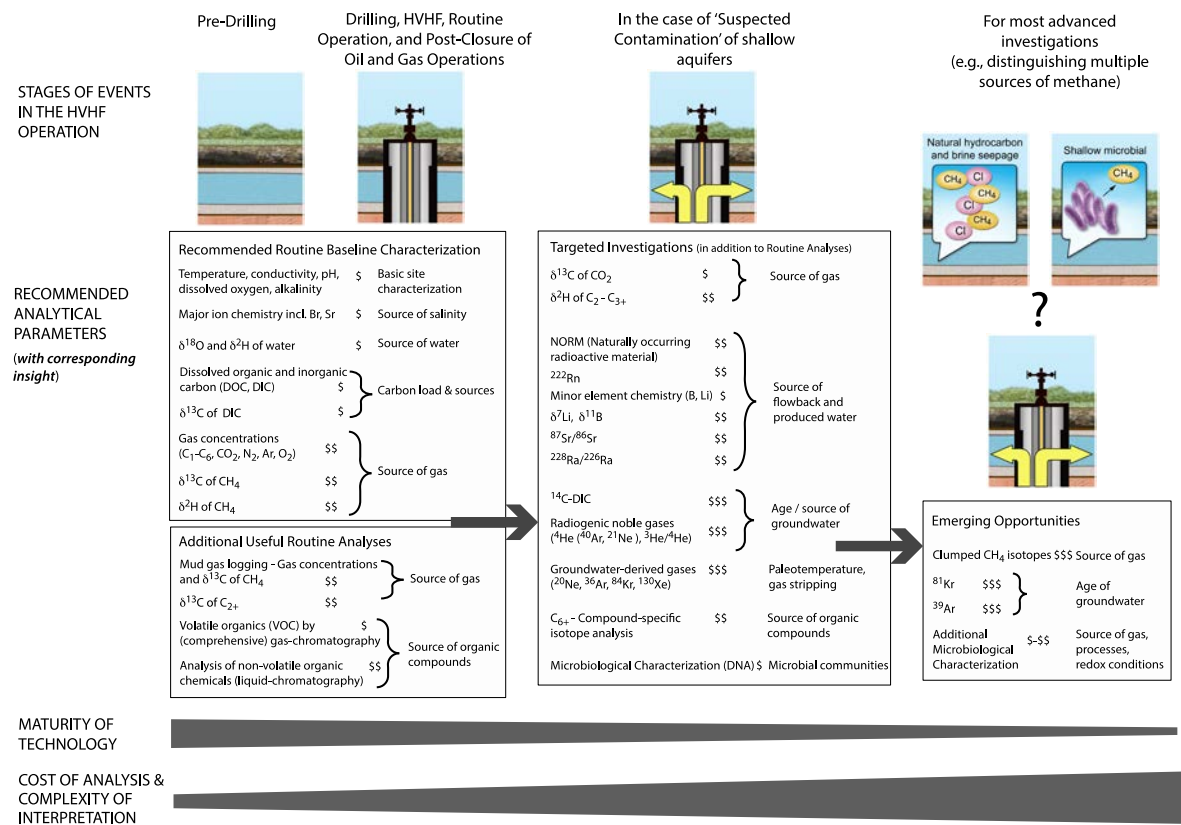 Pre-Drilling
Drilling, HVHF, Routine
Operation, and Post-Closure of
Oil and Gas Operations
In the case of ‘Suspected
Contamination’ of shallow
aquifers
For most advanced
investigations
(e.g., distinguishing multiple
sources of methane)
STAGES OF EVENTS
IN THE HVHF
OPERATION
Natural hydrocarbon
and brine seepage
CH₄ Cl
CH₄
Cl
CH₄
Cl
Shallow microbial
CH₄
?
RECOMMENDED
ANALYTICAL
PARAMETERS
(with corresponding
insight)
Recommended Routine Baseline Characterization
Temperature, conductivity, pH,
dissolved oxygen, alkalinity $ Basic site
characterization
Major ion chemistry incl. Br, Sr $ Source of salinity
δ¹⁸O and δ²H of water $ Source of water
Dissolved organic and inorganic
carbon (DOC, DIC) $
Carbon load & sources
δ¹³C of DIC $
Gas concentrations
(C₁-C₆, CO₂, N₂, Ar, O₂) $$
Source of gas
δ¹³C of CH₄ $$
δ²H of CH₄ $$
Additional Useful Routine Analyses
Mud gas logging - Gas concentrations
and δ¹³C of CH₄ $$
Source of gas
δ¹³C of C₂₊ $$
Volatile organics (VOC) by $
(comprehensive) gas-chromatography
Source of organic
compounds
Analysis of non-volatile organic $$
chemicals (liquid-chromatography)
Targeted Investigations (in addition to Routine Analyses)
δ¹³C of CO₂ $
Source of gas
δ²H of C₂ - C₃₊ $$
NORM (Naturally occurring $$
radioactive material)
²²²Rn $$
Minor element chemistry (B, Li) $
Source of
flowback and
produced water
δ⁷Li, δ¹¹B $$
⁸⁷Sr/⁸⁶Sr $$
²²⁸Ra/²²⁶Ra $$
¹⁴C-DIC $$$
Age / source of
groundwater
Radiogenic noble gases
(⁴He (⁴⁰Ar, ²¹Ne ), ³He/⁴He) $$$
Groundwater-derived gases $$$ Paleotemperature,
(²⁰Ne, ³⁶Ar, ⁸⁴Kr, ¹³⁰Xe) gas stripping
C₆₊ - Compound-specific $$ Source of organic
isotope analysis compounds
Microbiological Characterization (DNA) $ Microbial communities
Emerging Opportunities
Clumped CH₄ isotopes $$$ Source of gas
⁸¹Kr $$$
Age of
groundwater
³⁹Ar $$$
Additional $-$$ Source of gas,
Microbiological processes,
Characterization redox conditions
MATURITY OF
TECHNOLOGY
COST OF ANALYSIS &
COMPLEXITY OF
INTERPRETATION